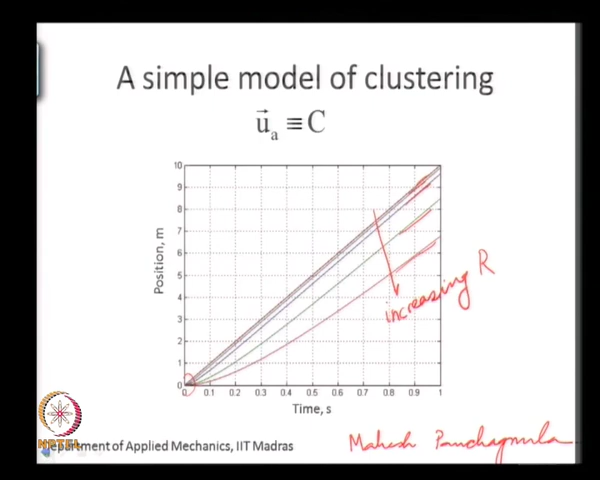 A simple model of clustering
u⃗ₐ ≡ C
10
9
8
7
6
5
4
3
2
1
0
Position, m
0 0.1 0.2 0.3 0.4 0.5 0.6 0.7 0.8 0.9 1
Time, s
increasing R
NPTEL
Department of Applied Mechanics, IIT Madras
Mahesh Panchagnula